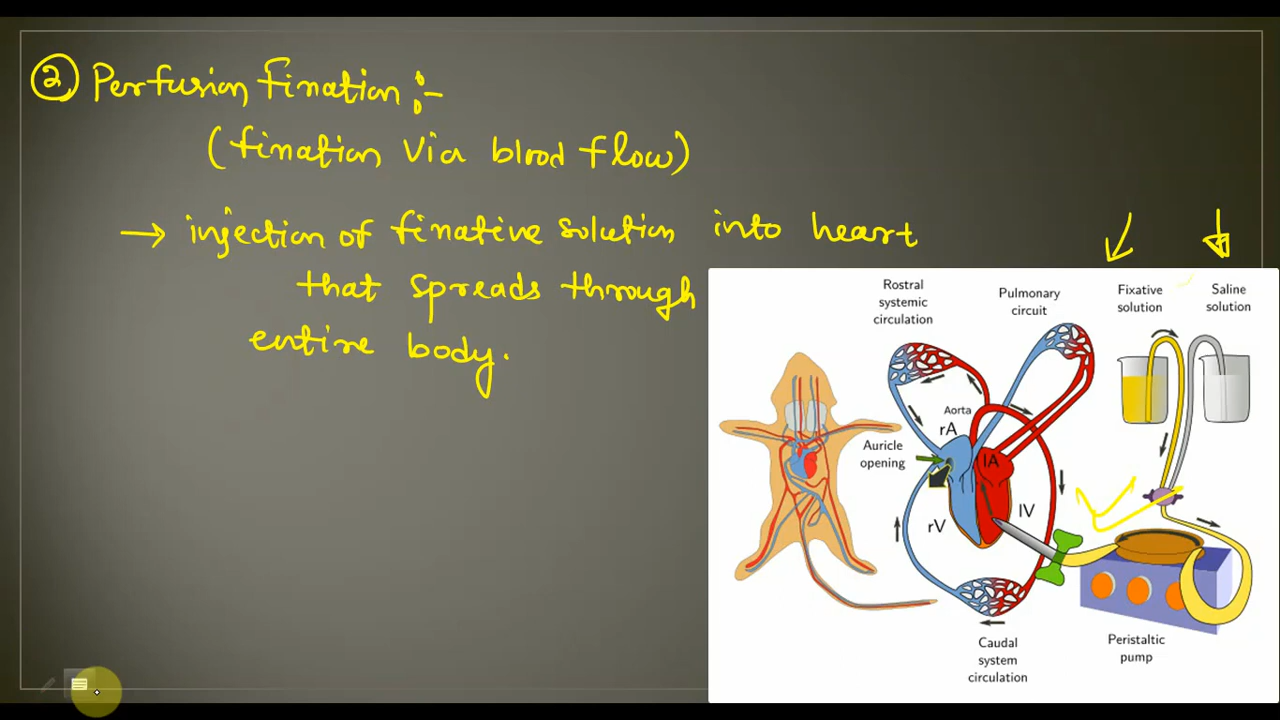 ② Perfusion Fixation :-
(fixation via blood flow)
→ injection of fixative solution into heart
that spreads through
entire body.
Rostral
systemic
circulation
Pulmonary
circuit
Fixative
solution
Saline
solution
Aorta
rA
Auricle
opening
lA
rV
lV
Caudal
system
circulation
Peristaltic
pump